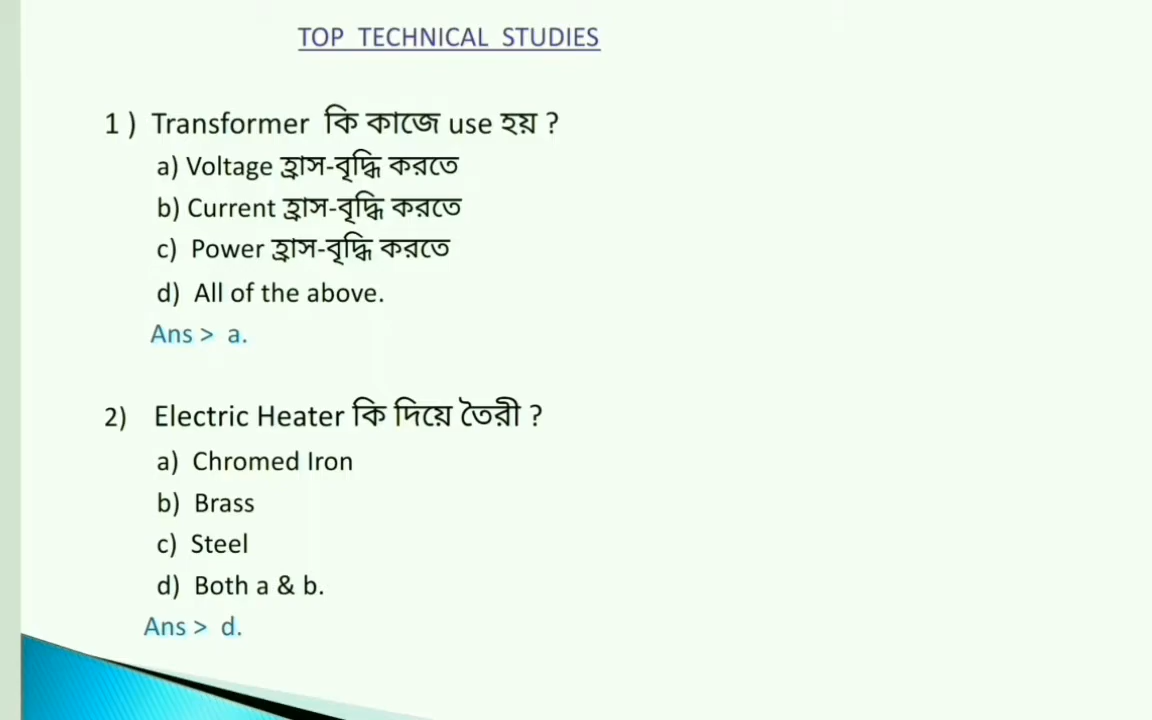 TOP TECHNICAL STUDIES
1) Transformer কি কাজে use হয় ?
a) Voltage হ্রাস-বৃদ্ধি করতে
b) Current হ্রাস-বৃদ্ধি করতে
c) Power হ্রাস-বৃদ্ধি করতে
d) All of the above.
Ans > a.
2) Electric Heater কি দিয়ে তৈরী ?
a) Chromed Iron
b) Brass
c) Steel
d) Both a & b.
Ans > d.